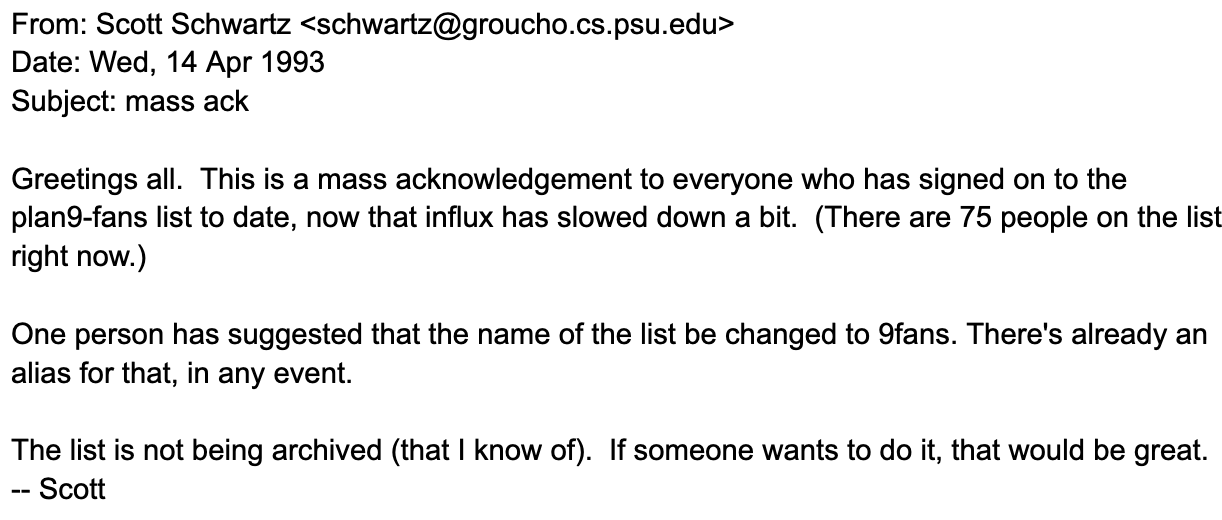 From: Scott Schwartz <schwartz@groucho.cs.psu.edu>
Date: Wed, 14 Apr 1993
Subject: mass ack

Greetings all.  This is a mass acknowledgement to everyone who has signed on to the
plan9-fans list to date, now that influx has slowed down a bit.  (There are 75 people on the list
right now.)

One person has suggested that the name of the list be changed to 9fans. There's already an
alias for that, in any event.

The list is not being archived (that I know of).  If someone wants to do it, that would be great.
-- Scott